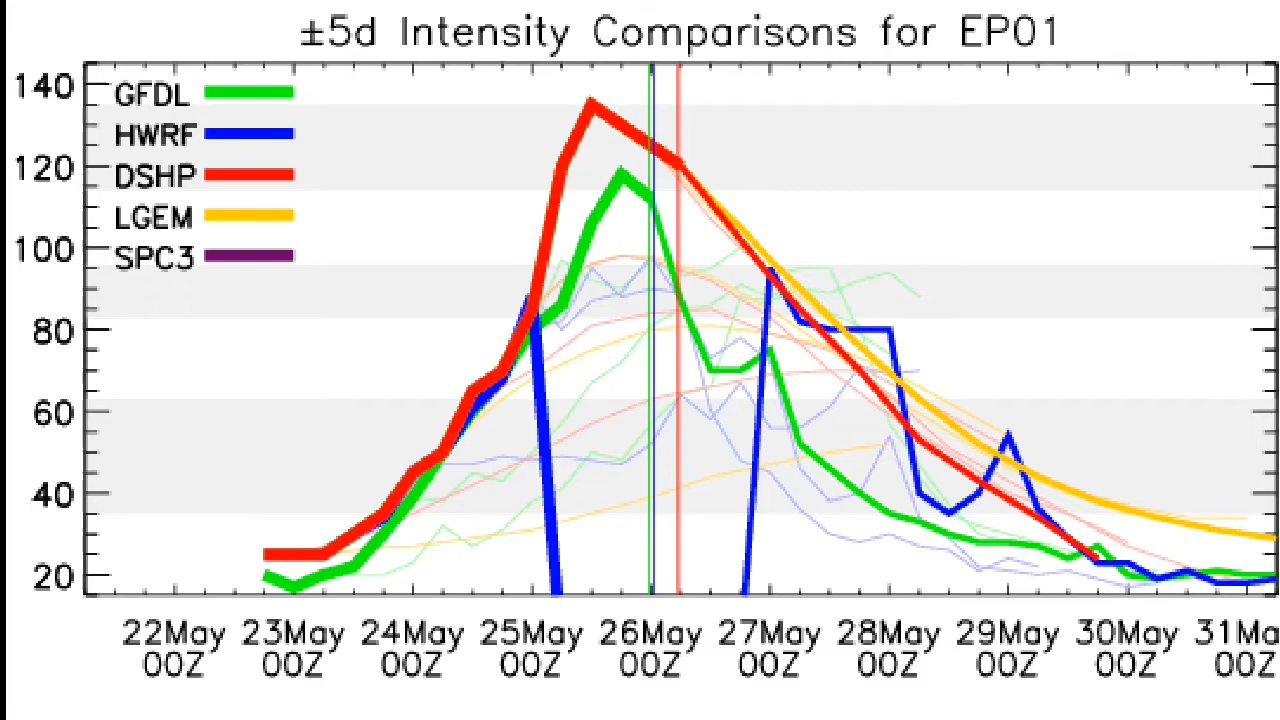 ±5d Intensity Comparisons for EP01
140
120
100
80
60
40
20
GFDL
HWRF
DSHP
LGEM
SPC3
22May 23May 24May 25May 26May 27May 28May 29May 30May 31Ma
00Z 00Z 00Z 00Z 00Z 00Z 00Z 00Z 00Z 00Z